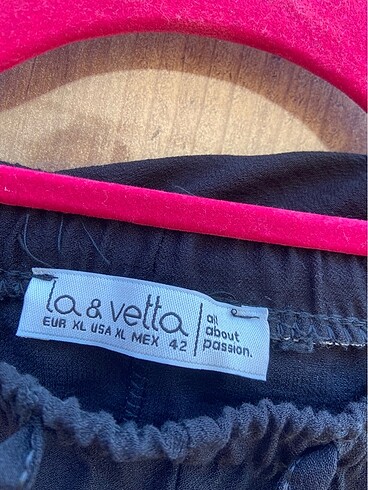 la & vetta
EUR XL USA XL MEX 42
all
about
passion.